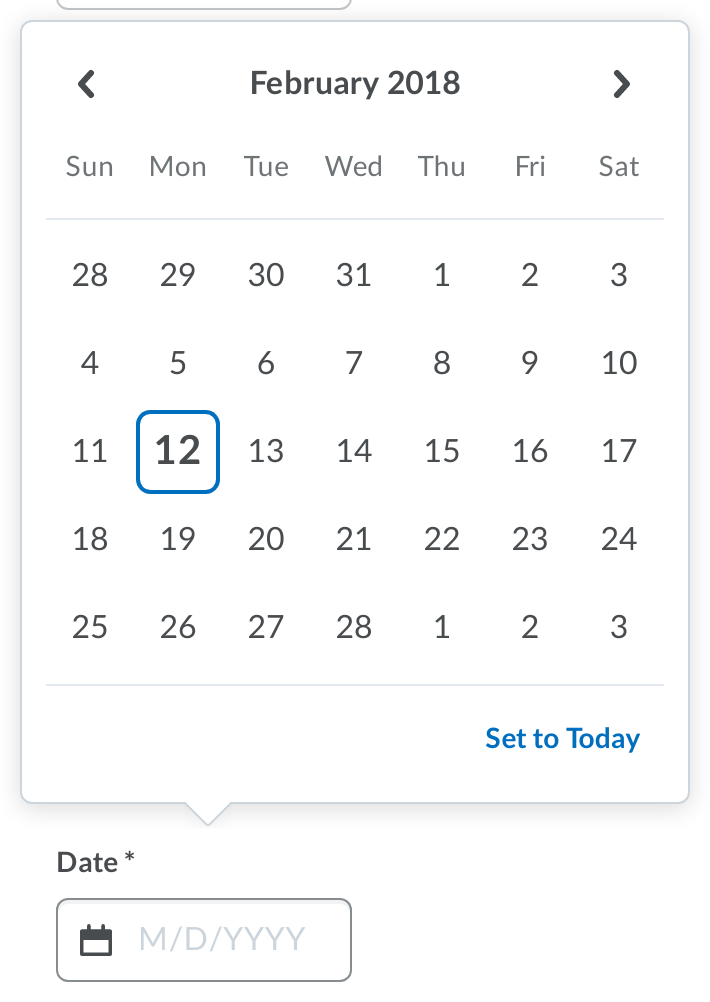 February 2018
Sun Mon Tue Wed Thu Fri Sat
28 29 30 31 1 2 3
4 5 6 7 8 9 10
11 12 13 14 15 16 17
18 19 20 21 22 23 24
25 26 27 28 1 2 3
Set to Today
Date *
M/D/YYYY